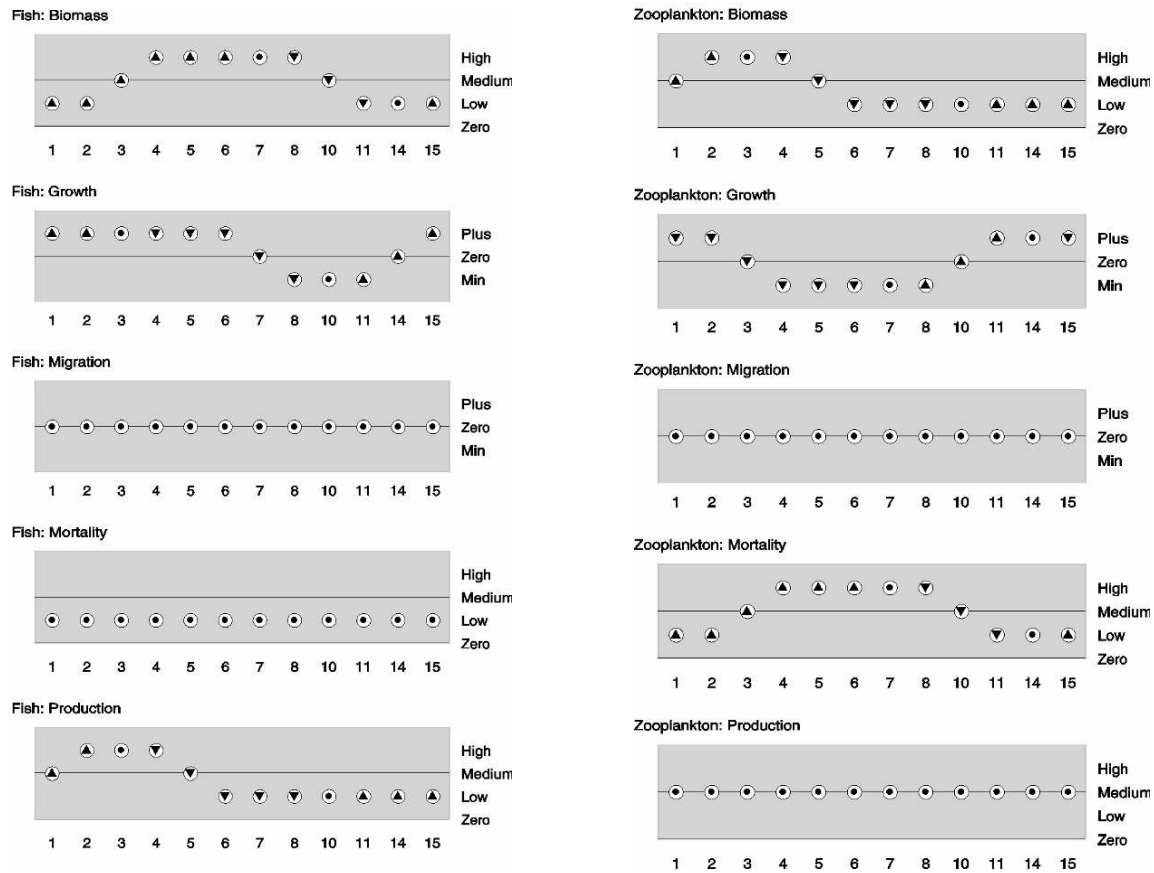 Fish: Biomass
High
Medium
Low
Zero
1 2 3 4 5 6 7 8 10 11 14 15
Fish: Growth
Plus
Zero
Min
1 2 3 4 5 6 7 8 10 11 14 15
Fish: Migration
Plus
Zero
Min
1 2 3 4 5 6 7 8 10 11 14 15
Fish: Mortality
High
Medium
Low
Zero
1 2 3 4 5 6 7 8 10 11 14 15
Fish: Production
High
Medium
Low
Zero
1 2 3 4 5 6 7 8 10 11 14 15
Zooplankton: Biomass
High
Medium
Low
Zero
1 2 3 4 5 6 7 8 10 11 14 15
Zooplankton: Growth
Plus
Zero
Min
1 2 3 4 5 6 7 8 10 11 14 15
Zooplankton: Migration
Plus
Zero
Min
1 2 3 4 5 6 7 8 10 11 14 15
Zooplankton: Mortality
High
Medium
Low
Zero
1 2 3 4 5 6 7 8 10 11 14 15
Zooplankton: Production
High
Medium
Low
Zero
1 2 3 4 5 6 7 8 10 11 14 15